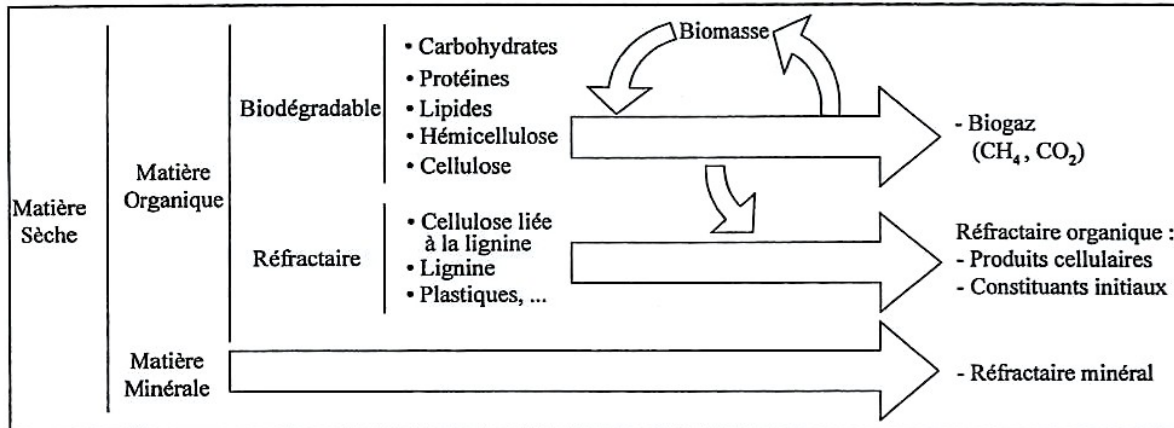 Matière
Sèche
Matière
Organique
Biodégradable
• Carbohydrates
• Protéines
• Lipides
• Hémicellulose
• Cellulose
Biomasse
- Biogaz
(CH₄, CO₂)
Réfractaire
• Cellulose liée
à la lignine
• Lignine
• Plastiques, ...
Réfractaire organique :
- Produits cellulaires
- Constituants initiaux
Matière
Minérale
- Réfractaire minéral